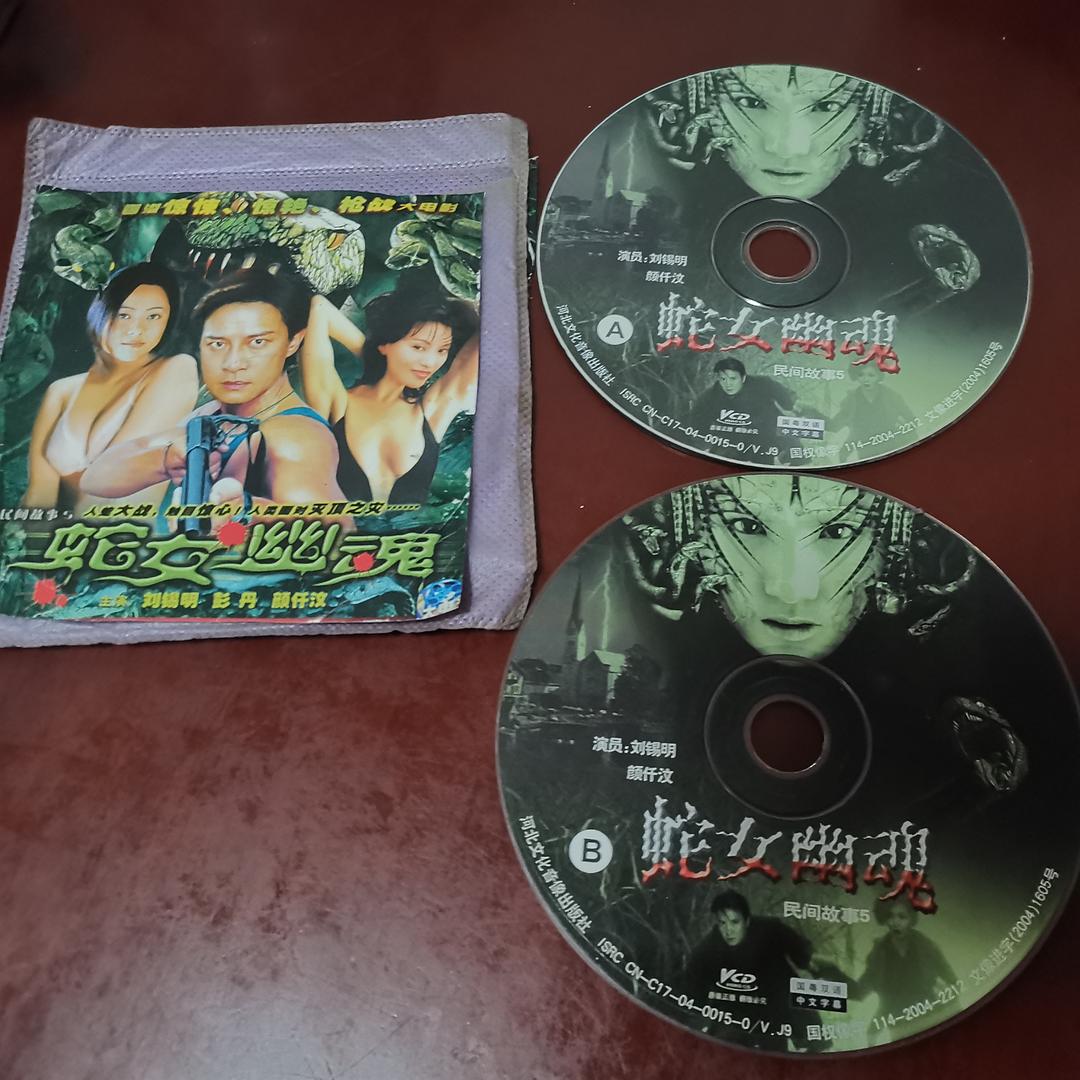 惊悚、惊艳、枪战大电影
民间故事5
人蛇大战，触目惊心！人类面对灭顶之灾……
蛇女幽魂
主演 刘锡明·彭丹 颜仟汶
演员：刘锡明
颜仟汶
A
蛇女幽魂
民间故事5
VCD
国粤双语
中文字幕
河北文化音像出版社 ISRC CN-C17-04-0015-0/V.J9 国权像字 114-2004-2212 文像进字(2004)1605号
演员：刘锡明
颜仟汶
B
蛇女幽魂
民间故事5
VCD
国粤双语
中文字幕
河北文化音像出版社 ISRC CN-C17-04-0015-0/V.J9 国权像字 114-2004-2212 文像进字(2004)1605号